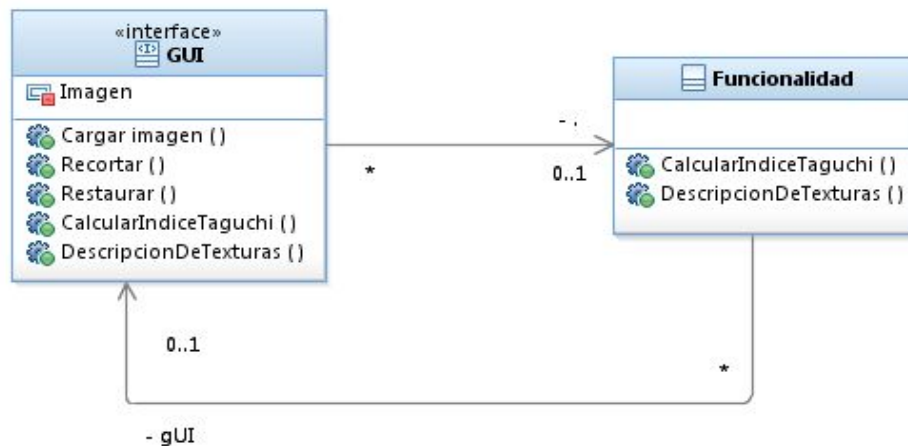 «interface»
GUI
Imagen
Cargar imagen ( )
Recortar ( )
Restaurar ( )
CalcularIndiceTaguchi ( )
DescripcionDeTexturas ( )
- .
*
0..1
Funcionalidad
CalcularIndiceTaguchi ( )
DescripcionDeTexturas ( )
0..1
*
- gUI